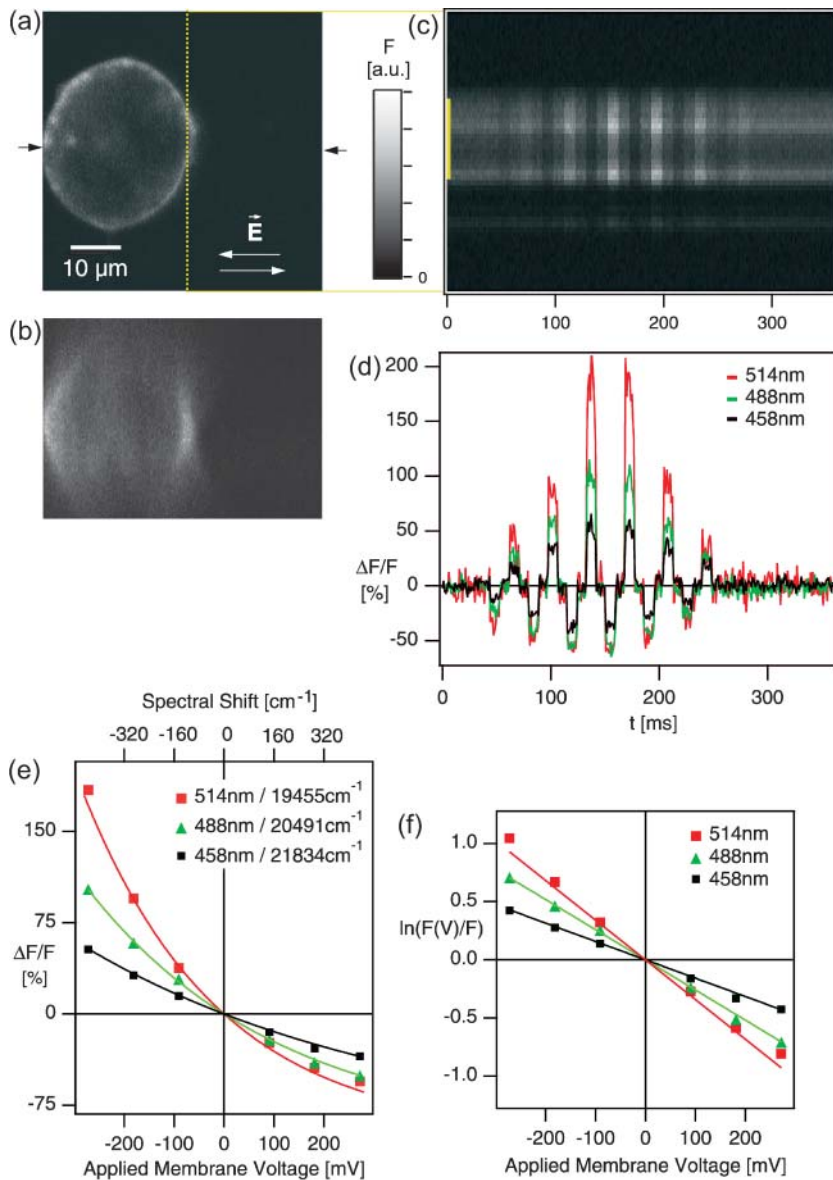 (a)
F
[a.u.]
0
E
10 µm
(b)
(c)
0 100 200 300
(d)
200
150
100
50
0
-50
ΔF/F
[%]
514nm
488nm
458nm
0 100 200 300
t [ms]
(e)
Spectral Shift [cm-1]
-320 -160 0 160 320
514nm / 19455cm-1
488nm / 20491cm-1
458nm / 21834cm-1
150
75
ΔF/F
[%]
0
-75
-200 -100 0 100 200
Applied Membrane Voltage [mV]
(f)
1.0
0.5
ln(F(V)/F)
0.0
-0.5
-1.0
514nm
488nm
458nm
-200 -100 0 100 200
Applied Membrane Voltage [mV]